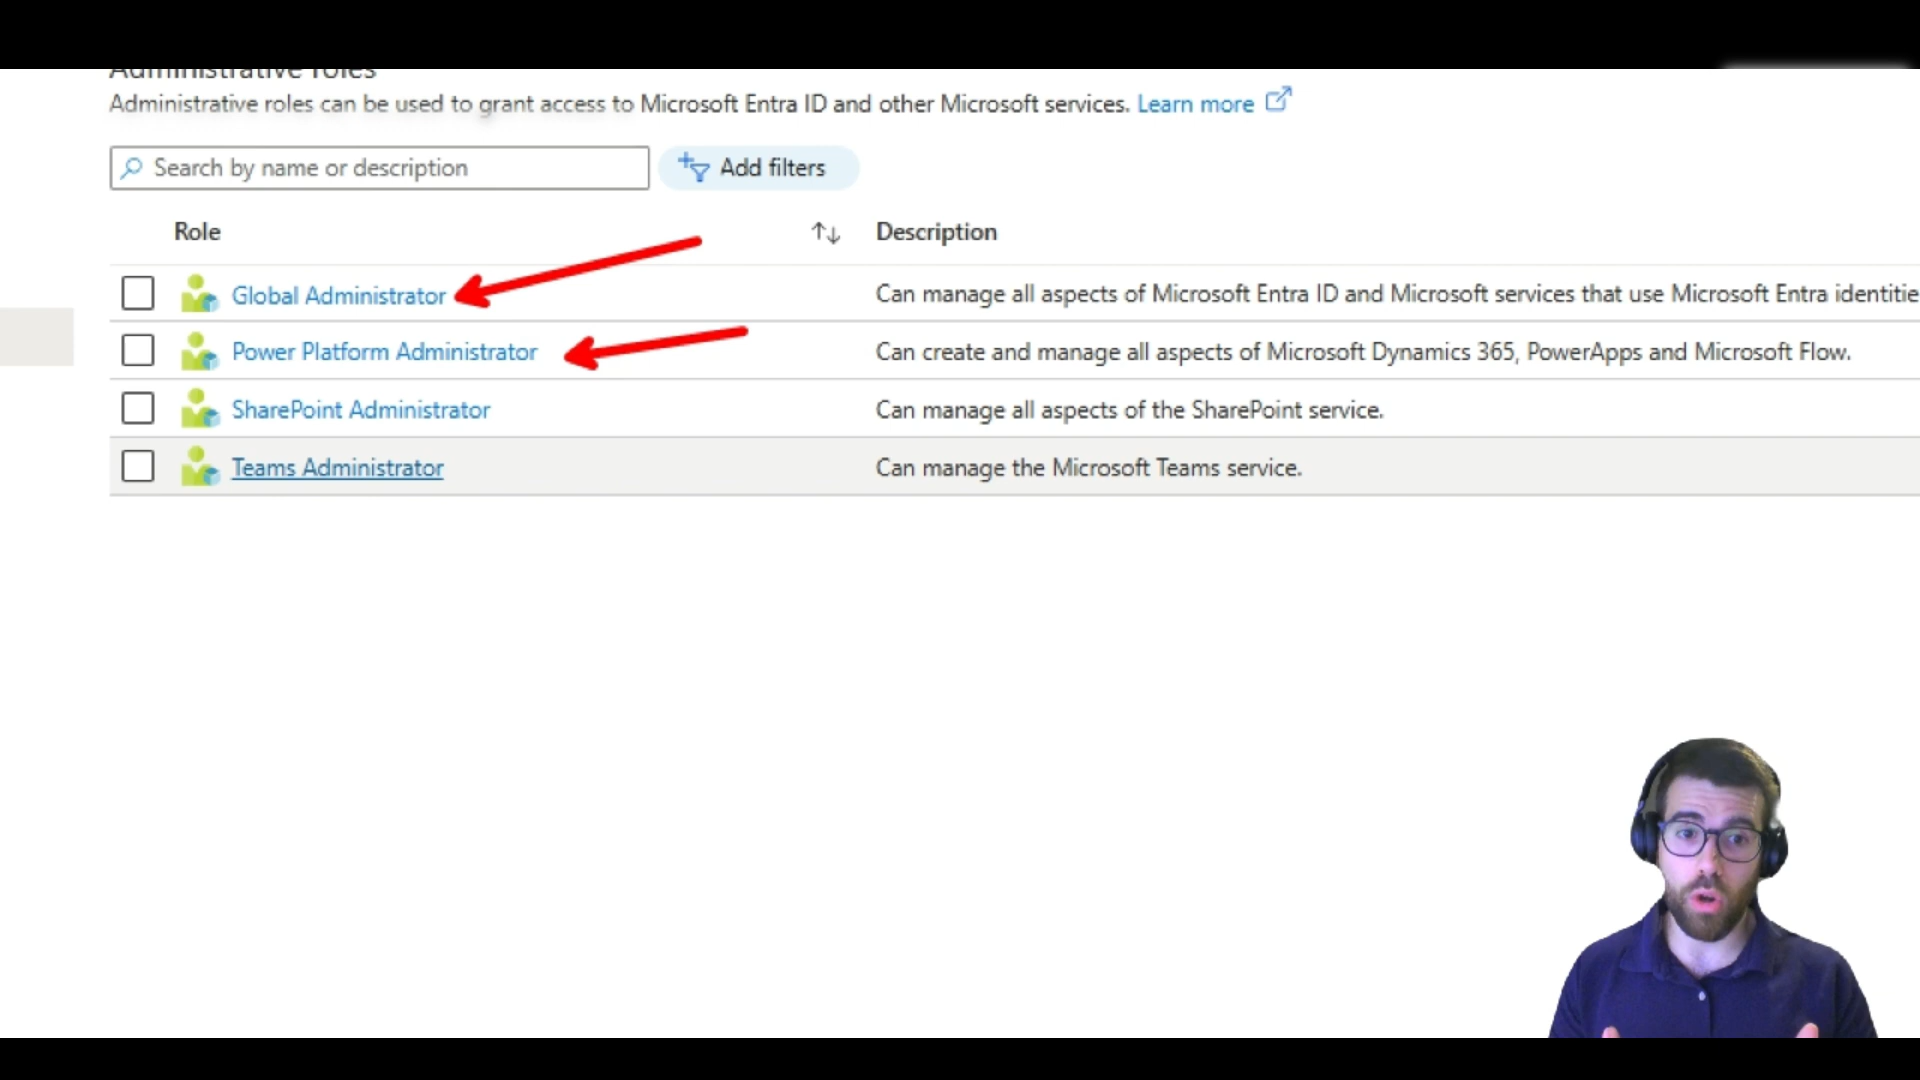 Administrative roles
Administrative roles can be used to grant access to Microsoft Entra ID and other Microsoft services. Learn more
Search by name or description
Add filters
Role
Description
Global Administrator
Can manage all aspects of Microsoft Entra ID and Microsoft services that use Microsoft Entra identitie
Power Platform Administrator
Can create and manage all aspects of Microsoft Dynamics 365, PowerApps and Microsoft Flow.
SharePoint Administrator
Can manage all aspects of the SharePoint service.
Teams Administrator
Can manage the Microsoft Teams service.